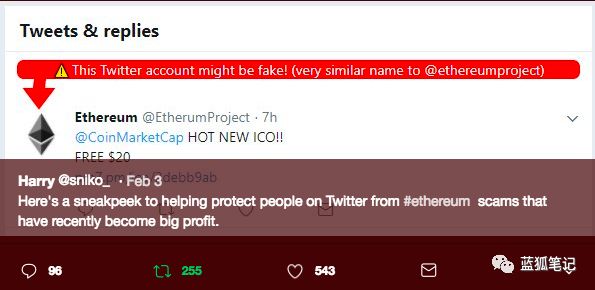 Tweets & replies
⚠ This Twitter account might be fake! (very similar name to @ethereumproject)
Ethereum @EtherumProject · 7h
@CoinMarketCap HOT NEW ICO!!
FREE $20
Harry @sniko_ · Feb 3
Here's a sneakpeek to helping protect people on Twitter from #ethereum scams that
have recently become big profit.
96 255 543
蓝狐笔记